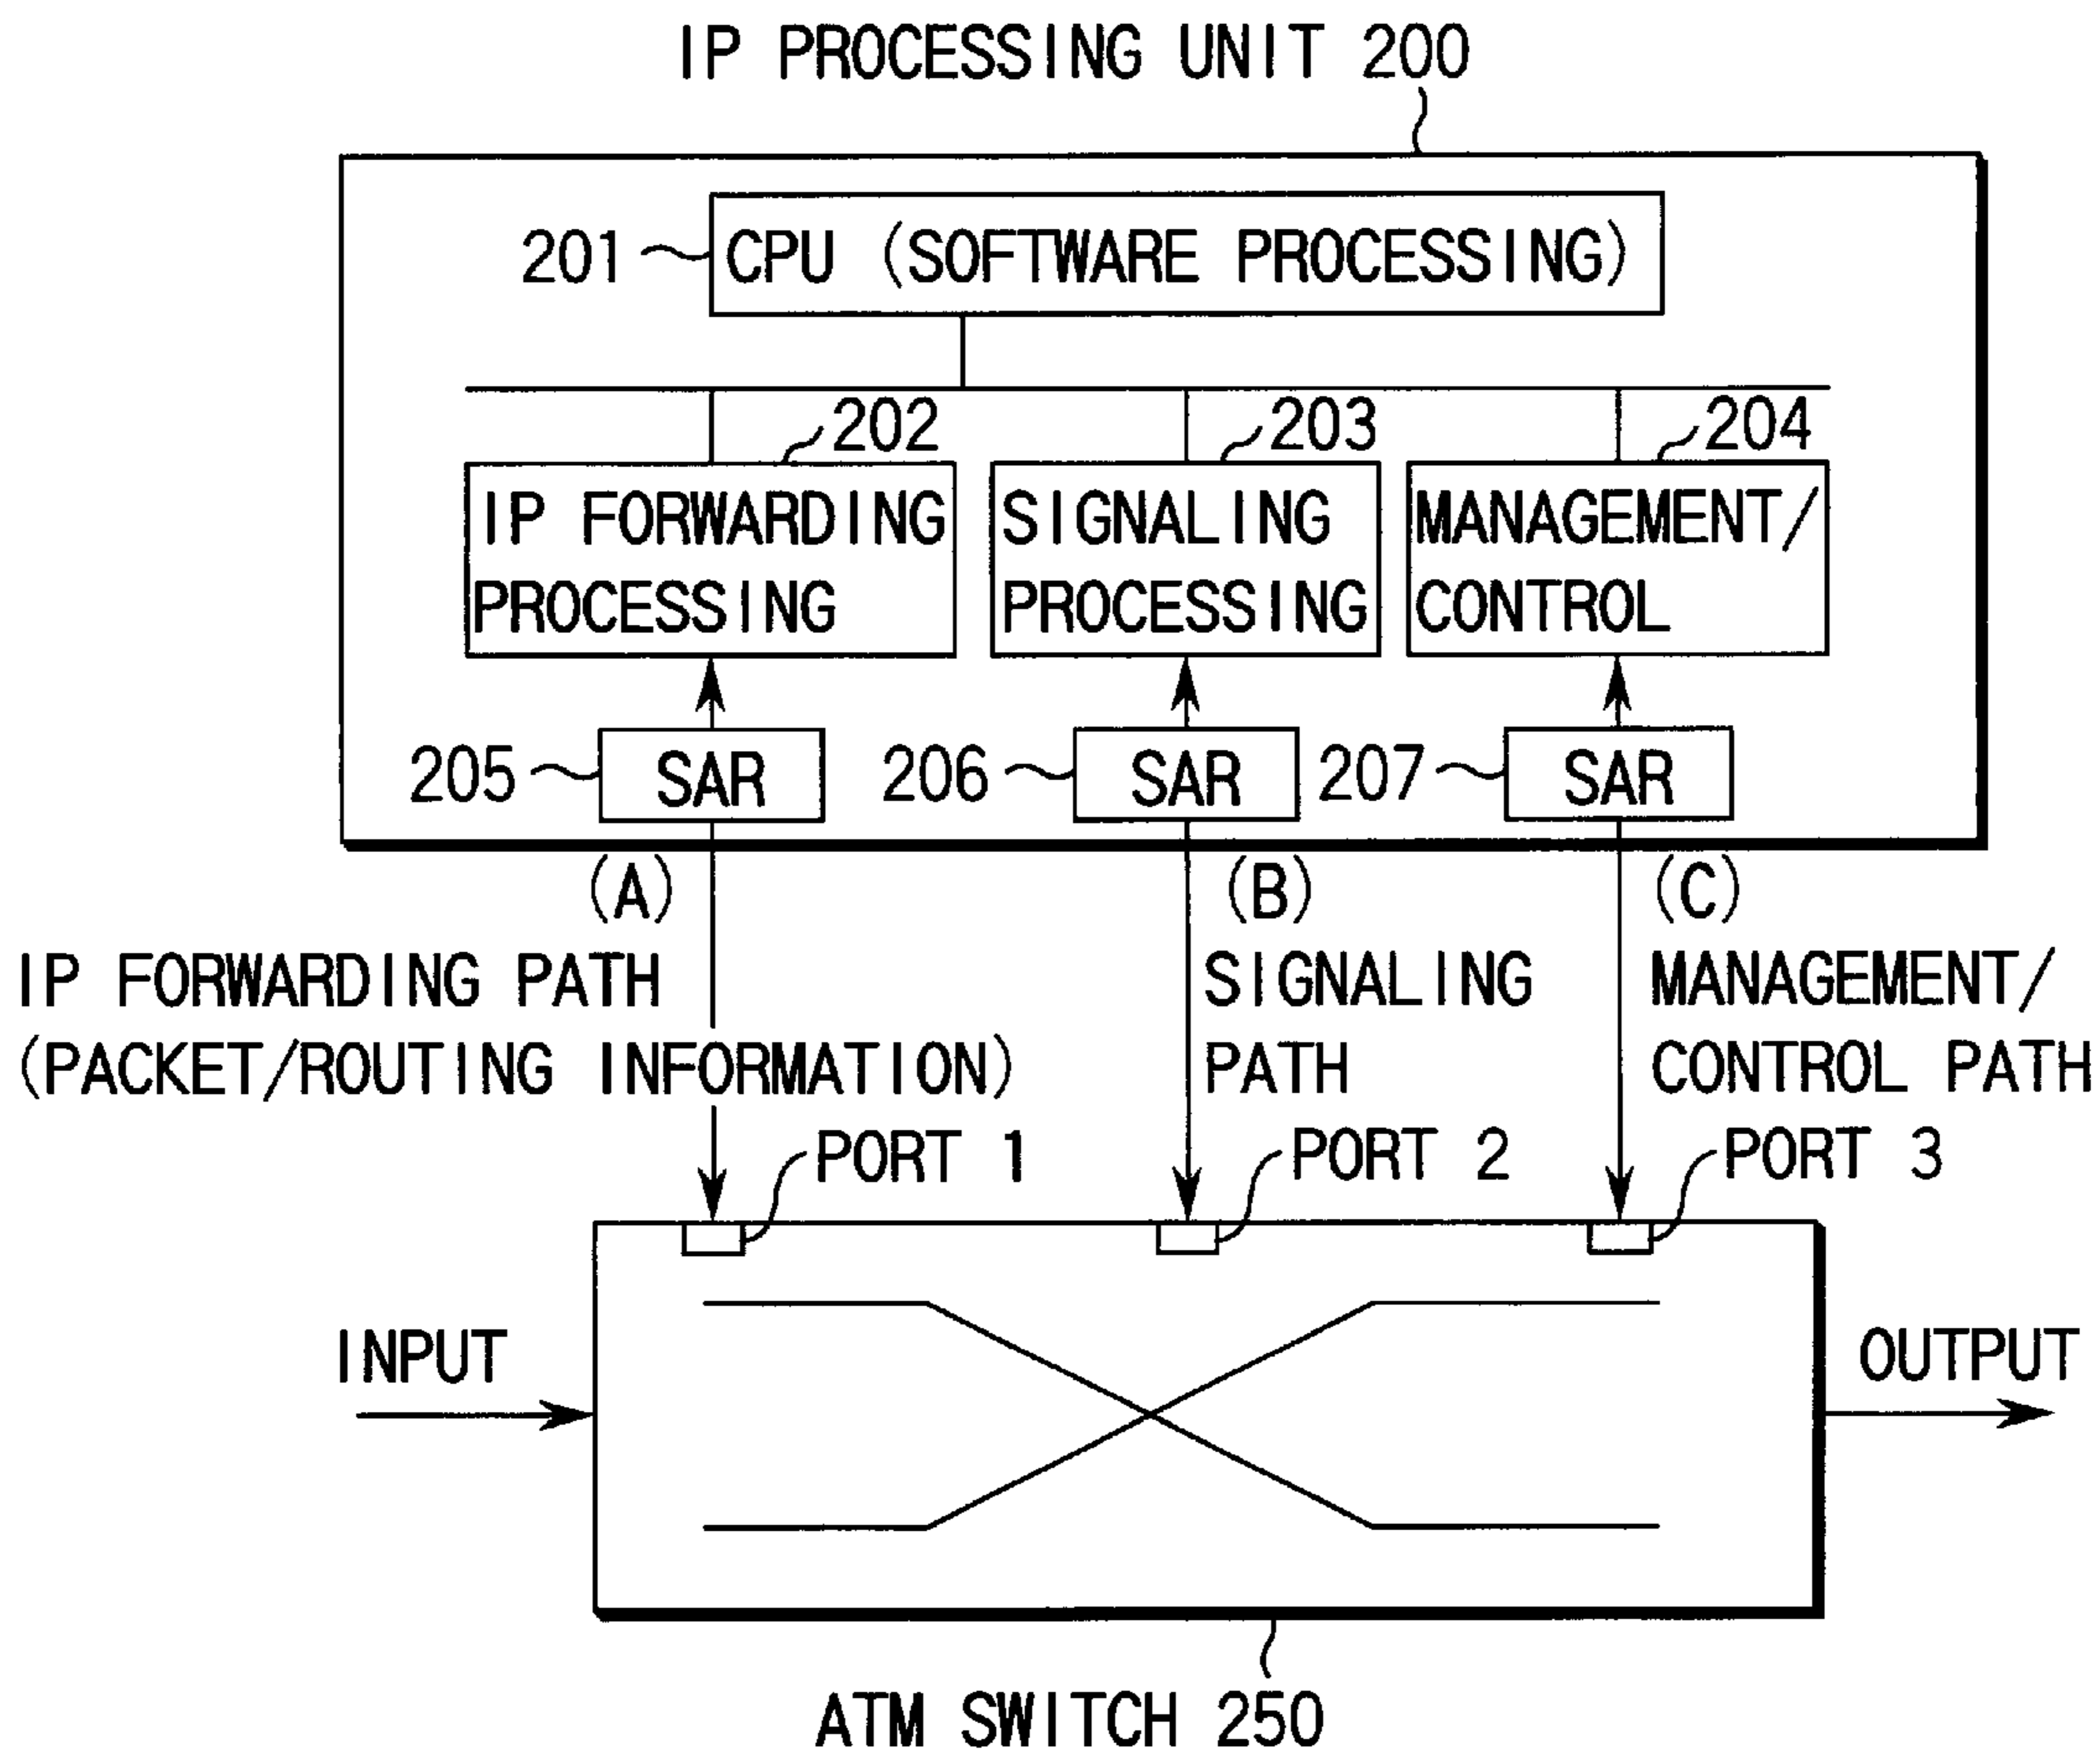 IP PROCESSING UNIT 200
201
CPU (SOFTWARE PROCESSING)
202
203
204
IP FORWARDING
PROCESSING
SIGNALING
PROCESSING
MANAGEMENT/
CONTROL
205
SAR
206
SAR
207
SAR
(A)
(B)
(C)
IP FORWARDING PATH
(PACKET/ROUTING INFORMATION)
SIGNALING
PATH
MANAGEMENT/
CONTROL PATH
PORT 1
PORT 2
PORT 3
INPUT
OUTPUT
ATM SWITCH 250